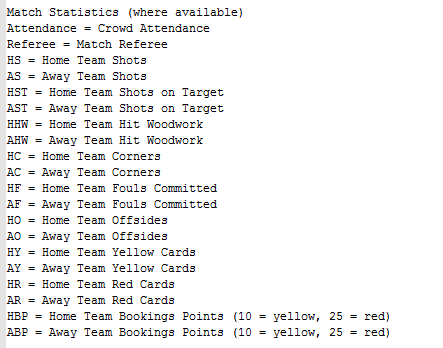 Match Statistics (where available)
Attendance = Crowd Attendance
Referee = Match Referee
HS = Home Team Shots
AS = Away Team Shots
HST = Home Team Shots on Target
AST = Away Team Shots on Target
HHW = Home Team Hit Woodwork
AHW = Away Team Hit Woodwork
HC = Home Team Corners
AC = Away Team Corners
HF = Home Team Fouls Committed
AF = Away Team Fouls Committed
HO = Home Team Offsides
AO = Away Team Offsides
HY = Home Team Yellow Cards
AY = Away Team Yellow Cards
HR = Home Team Red Cards
AR = Away Team Red Cards
HBP = Home Team Bookings Points (10 = yellow, 25 = red)
ABP = Away Team Bookings Points (10 = yellow, 25 = red)